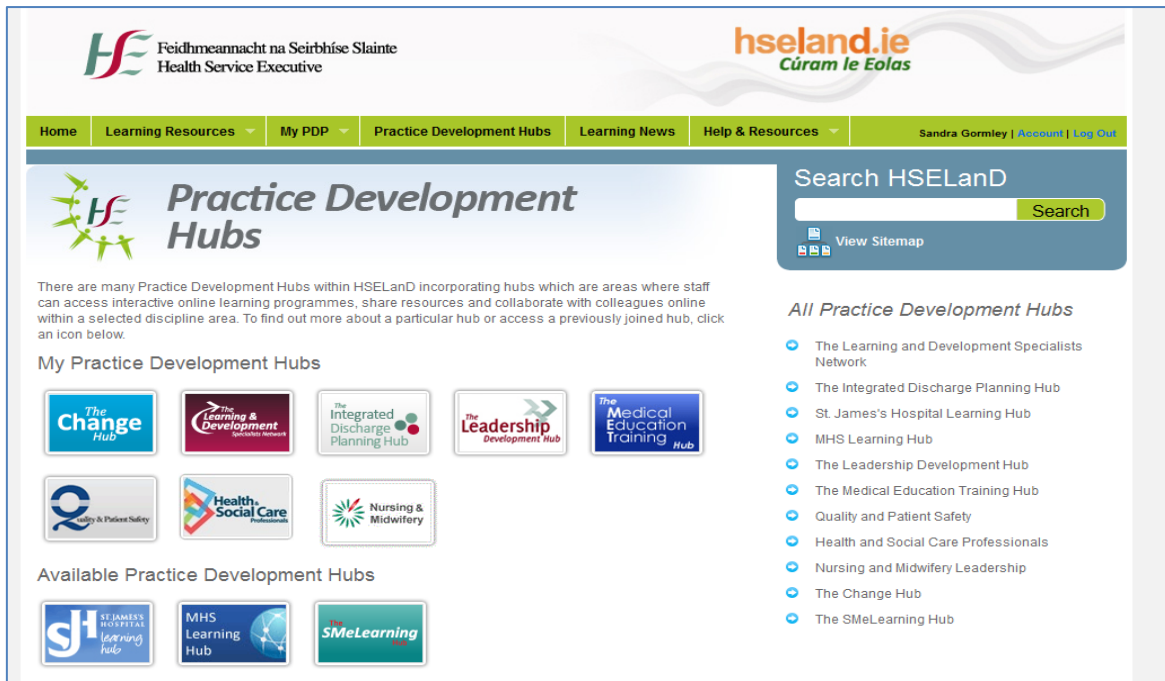 Feidhmeannacht na Seirbhíse Slainte
Health Service Executive
hseland.ie
Cúram le Eolas
Home
Learning Resources
My PDP
Practice Development Hubs
Learning News
Help & Resources
Sandra Gormley | Account | Log Out
HSE
Practice Development
Hubs
Search HSELanD
Search
View Sitemap
There are many Practice Development Hubs within HSELanD incorporating hubs which are areas where staff
can access interactive online learning programmes, share resources and collaborate with colleagues online
within a selected discipline area. To find out more about a particular hub or access a previously joined hub, click
an icon below.
My Practice Development Hubs
The
Change
Hub
The
Learning &
Development
Specialists Network
The
Integrated
Discharge
Planning Hub
The
Leadership
Development Hub
The
Medical
Education
Training
Hub
Quality & Patient Safety
Health &
Social Care
Professionals
Nursing &
Midwifery
Available Practice Development Hubs
SJH
ST. JAMES'S
HOSPITAL
learning
hub
MHS
Learning
Hub
The
SMeLearning
Hub
All Practice Development Hubs
The Learning and Development Specialists
Network
The Integrated Discharge Planning Hub
St. James's Hospital Learning Hub
MHS Learning Hub
The Leadership Development Hub
The Medical Education Training Hub
Quality and Patient Safety
Health and Social Care Professionals
Nursing and Midwifery Leadership
The Change Hub
The SMeLearning Hub